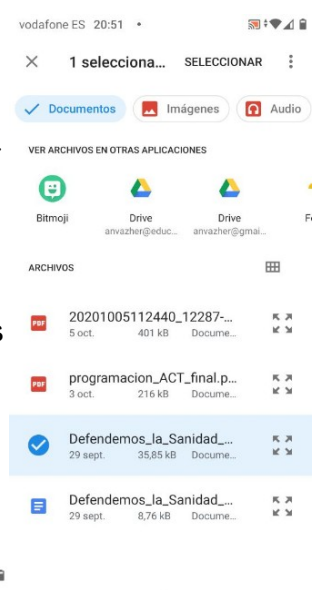 vodafone ES 20:51
1 selecciona... SELECCIONAR
Documentos Imágenes Audio
VER ARCHIVOS EN OTRAS APLICACIONES
Bitmoji Drive Drive
anvazher@educ... anvazher@gmai...
ARCHIVOS
PDF 20201005112440_12287-...
5 oct. 401 kB Docume...
PDF programacion_ACT_final.p...
3 oct. 216 kB Docume...
Defendemos_la_Sanidad_...
29 sept. 35,85 kB Docume...
Defendemos_la_Sanidad_...
29 sept. 8,76 kB Docume...